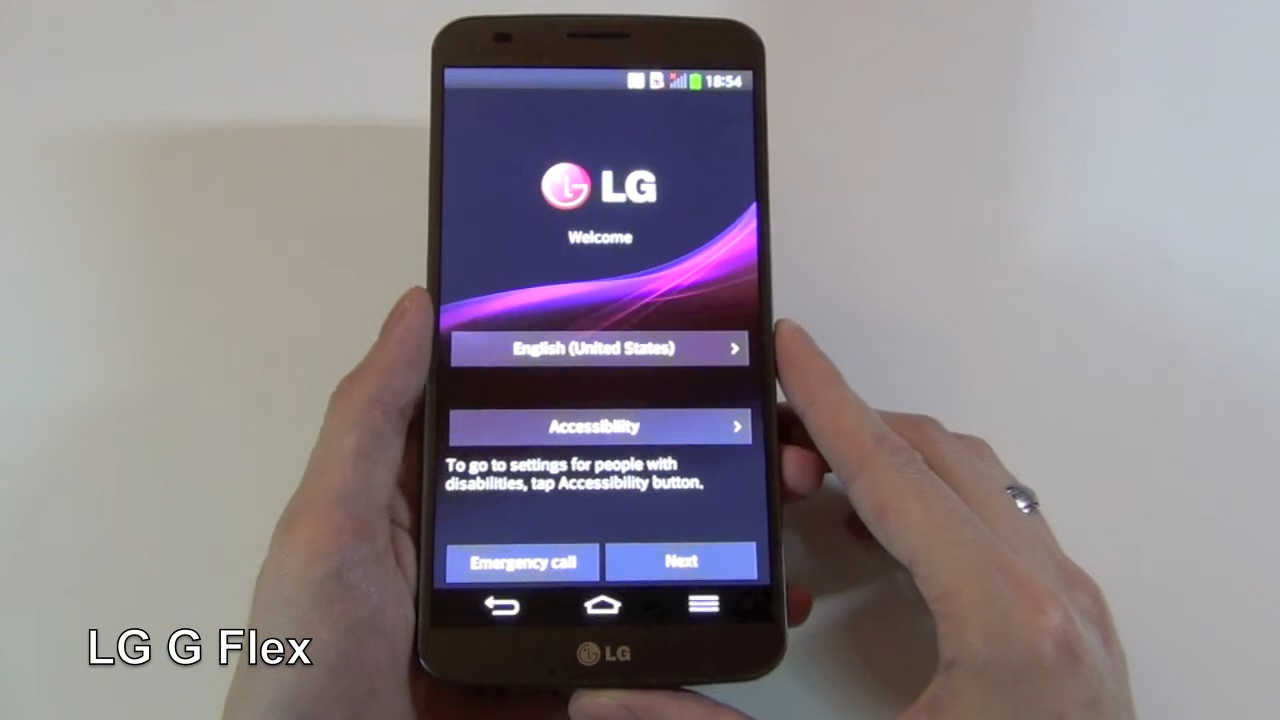 18:54
LG
Welcome
English (United States)
Accessibility
To go to settings for people with
disabilities, tap Accessibility button.
Emergency call
Next
LG
LG G Flex